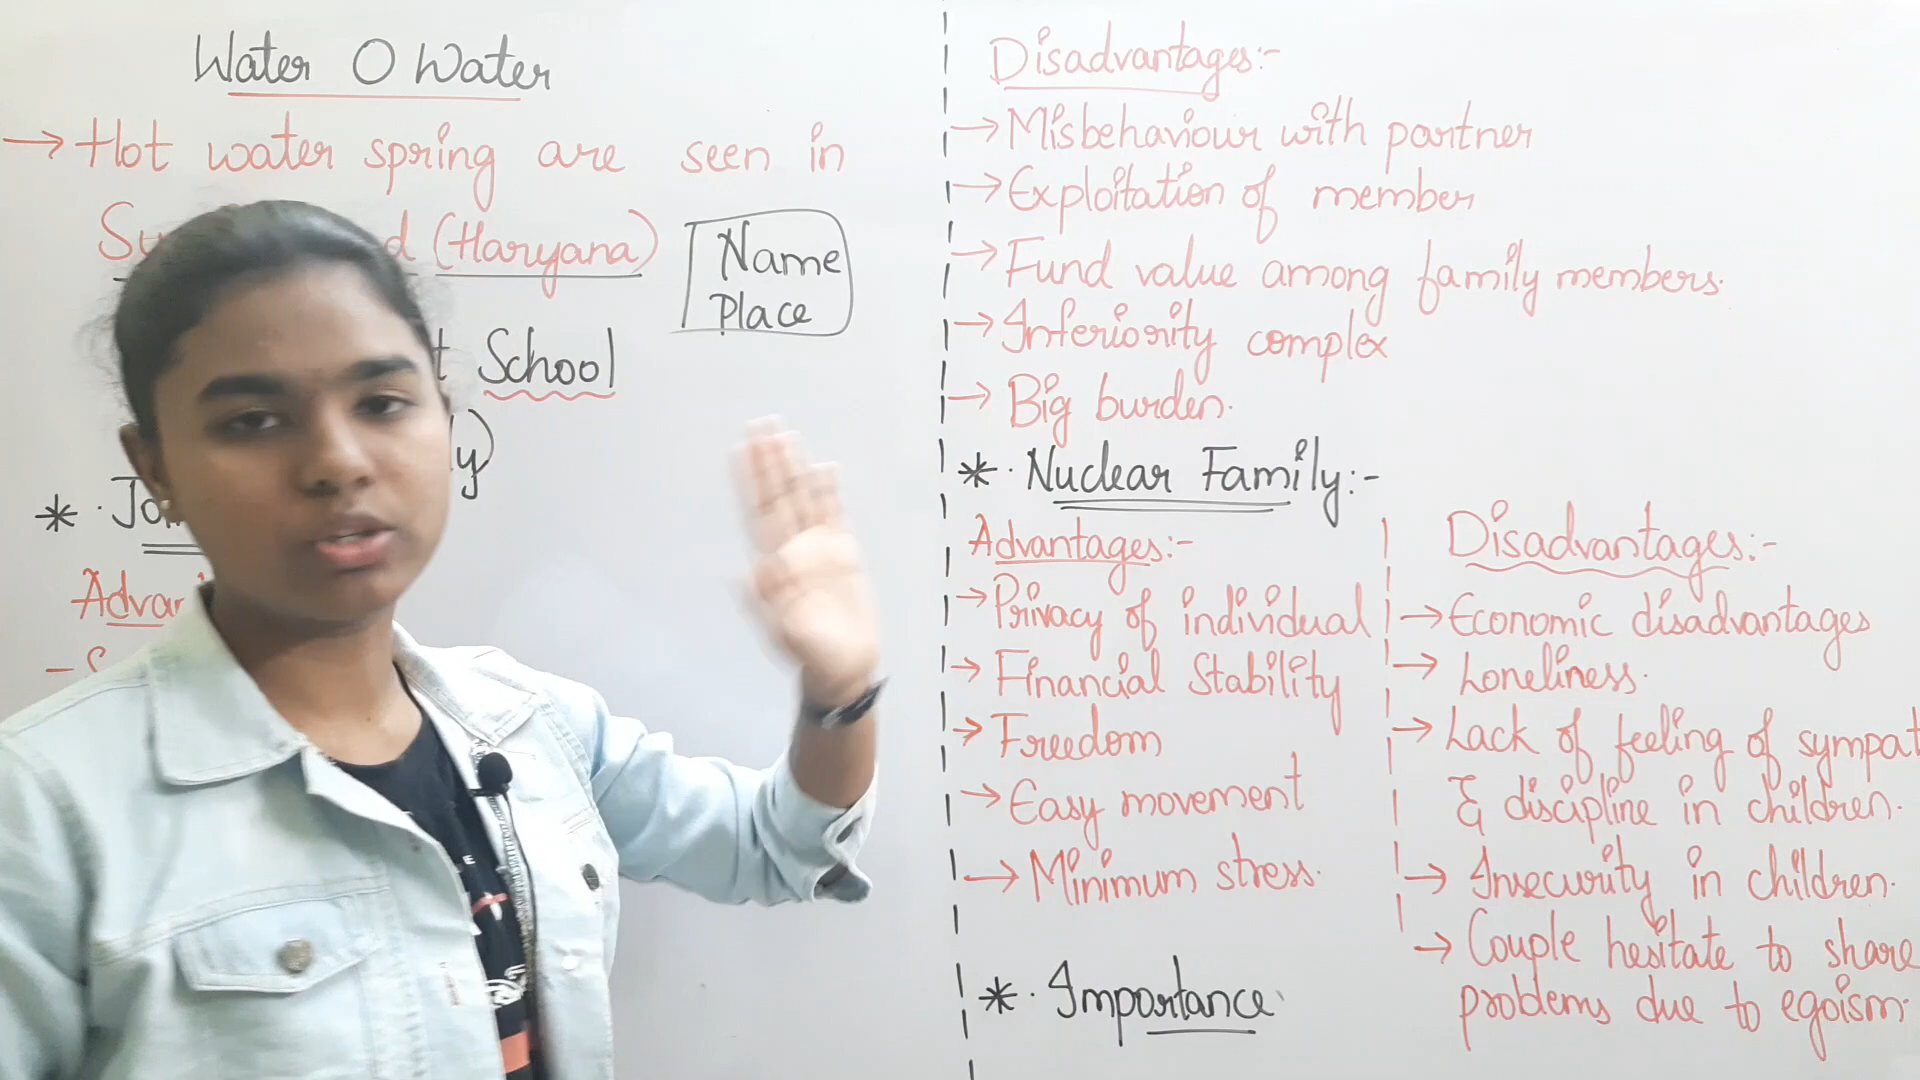 Water O Water
→ Hot water spring are seen in
(Haryana)
Name
Place
School
* . Jo
Advan
Disadvantages:-
→ Misbehaviour with partner
→ Exploitation of member
→ Fund value among family members.
→ Inferiority complex
→ Big burden.
* . Nuclear Family:-
Advantages:-
→ Privacy of individual
→ Financial Stability
→ Freedom
→ Easy movement
→ Minimum stress.
Disadvantages:-
→ Economic disadvantages
→ Loneliness.
→ Lack of feeling of sympat
& discipline in children.
→ Insecurity in children.
→ Couple hesitate to share
problems due to egoism.
* . Importance